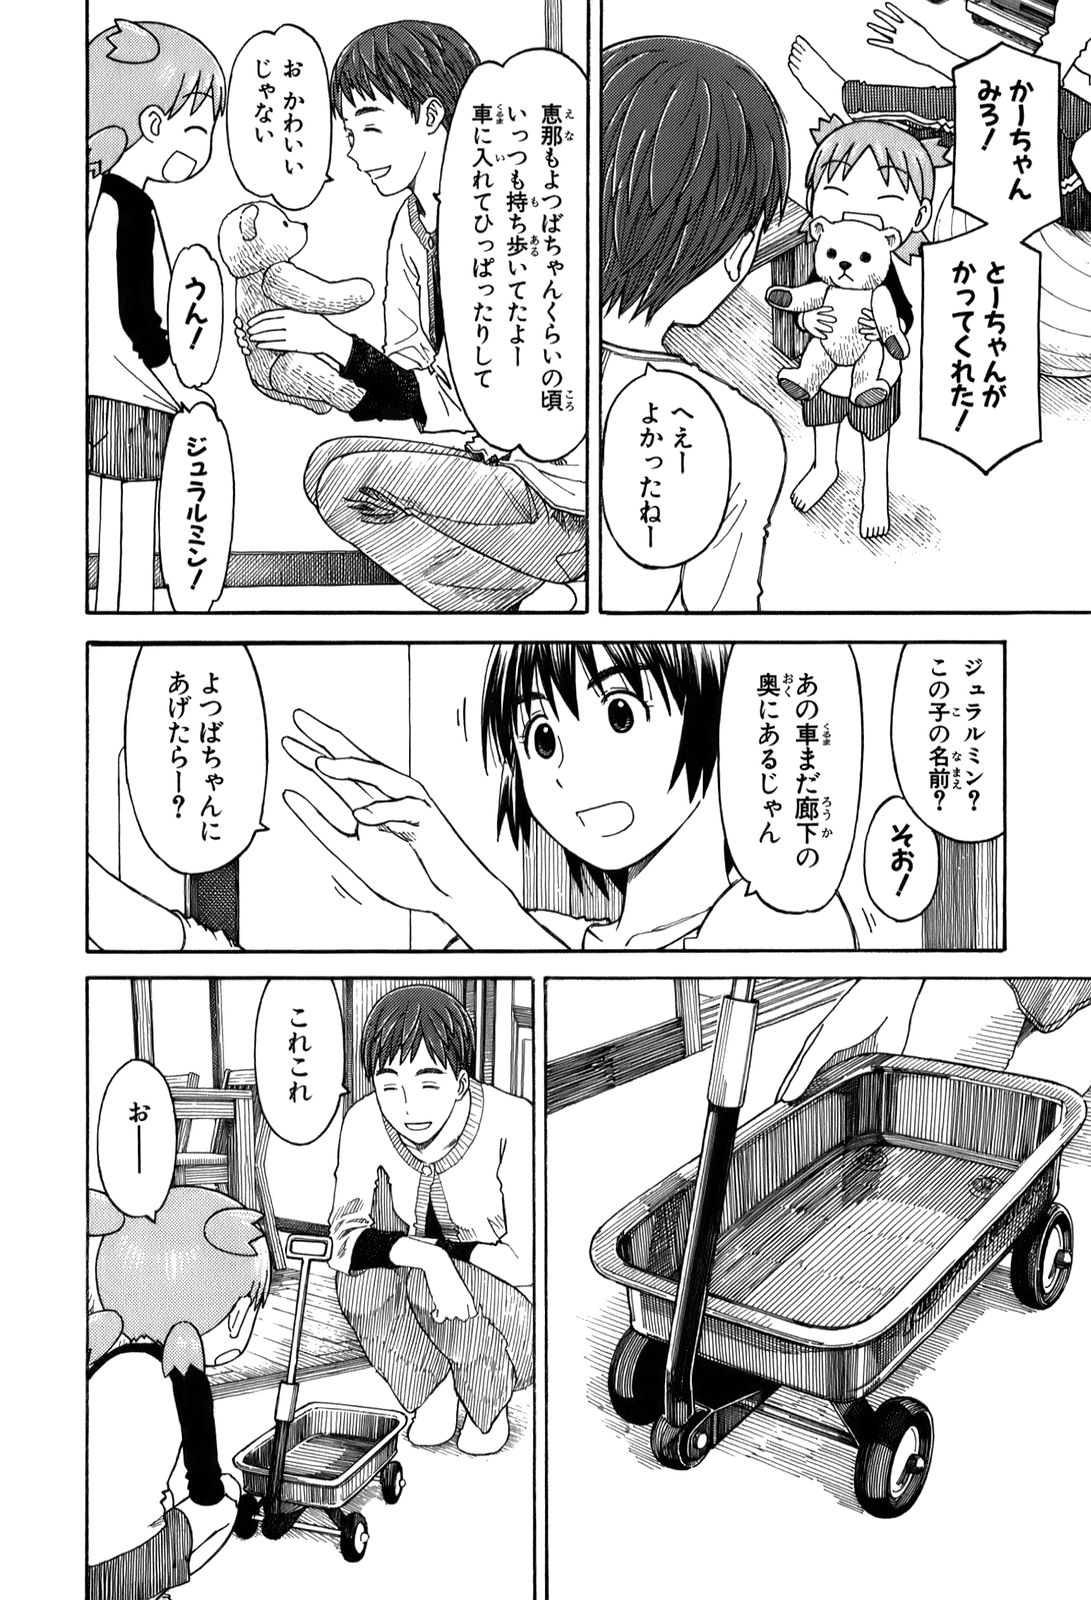 かーちゃん
みろ！
とーちゃんが
かってくれた！
へえー
よかったねー
お かわいい
じゃない
恵那もよつばちゃんくらいの頃
いっつも持ち歩いてたよー
車に入れてひっぱったりして
うん！
ジュラルミン！
ジュラルミン？
この子の名前？
そお！
あの車まだ廊下の
奥にあるじゃん
よつばちゃんに
あげたらー？
これこれ
おー